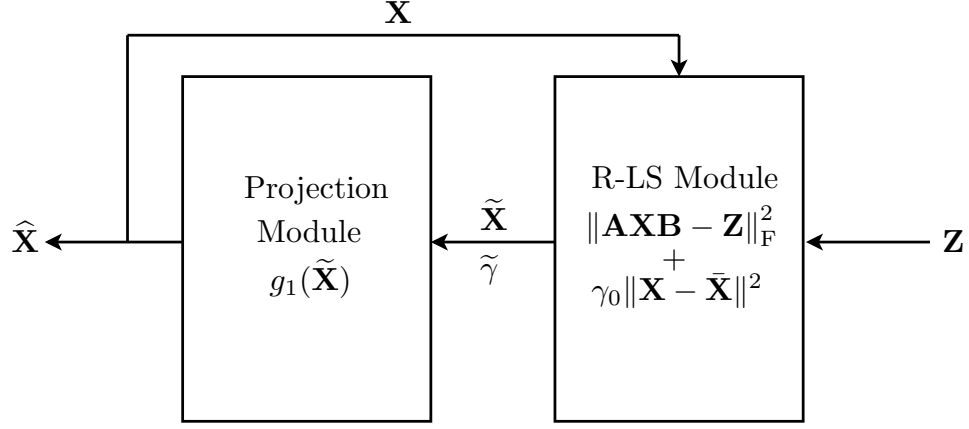 X
X̂
Projection
Module
g₁(X̃)
X̃
γ̃
R-LS Module
‖AXB − Z‖²_F
+
γ₀‖X − X̄‖²
Z